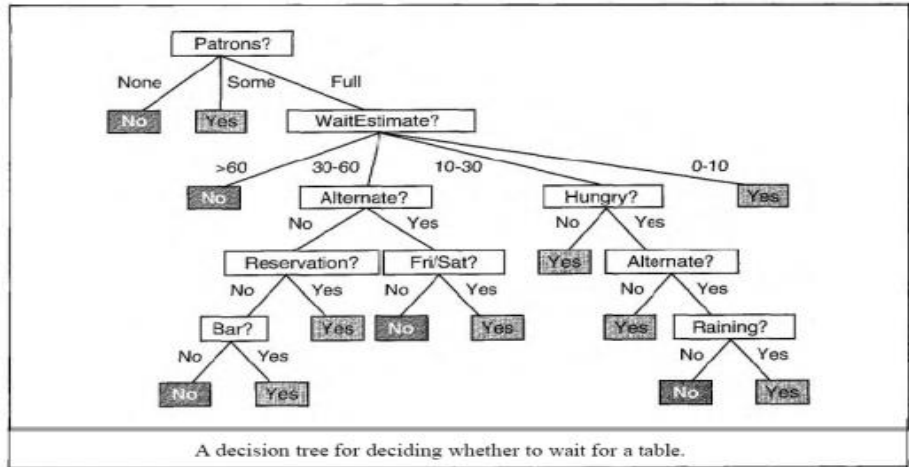 Patrons?
None Some Full
No Yes WaitEstimate?
>60 30-60 10-30 0-10
No Alternate? Hungry? Yes
No Yes No Yes
Reservation? Fri/Sat? Yes Alternate?
No Yes No Yes No Yes
Bar? Yes No Yes Yes Raining?
No Yes No Yes
No Yes No Yes
A decision tree for deciding whether to wait for a table.